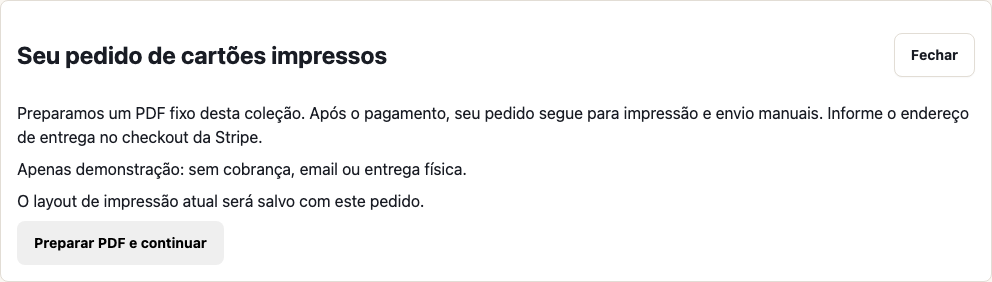 Seu pedido de cartões impressos
Fechar
Preparamos um PDF fixo desta coleção. Após o pagamento, seu pedido segue para impressão e envio manuais. Informe o endereço
de entrega no checkout da Stripe.
Apenas demonstração: sem cobrança, email ou entrega física.
O layout de impressão atual será salvo com este pedido.
Preparar PDF e continuar